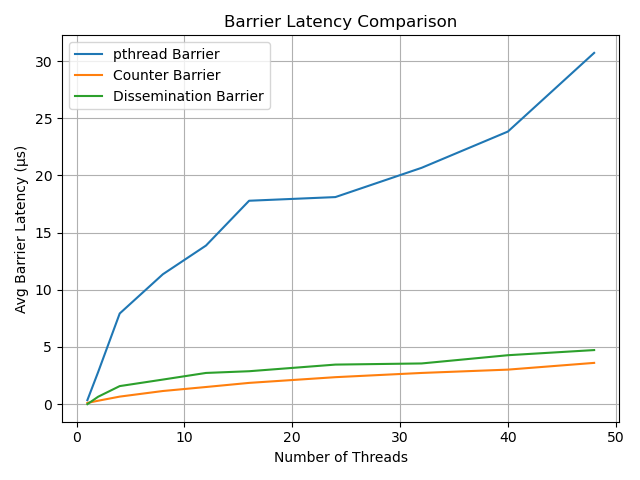 Barrier Latency Comparison
pthread Barrier
Counter Barrier
Dissemination Barrier
Avg Barrier Latency (μs)
30
25
20
15
10
5
0
0 10 20 30 40 50
Number of Threads